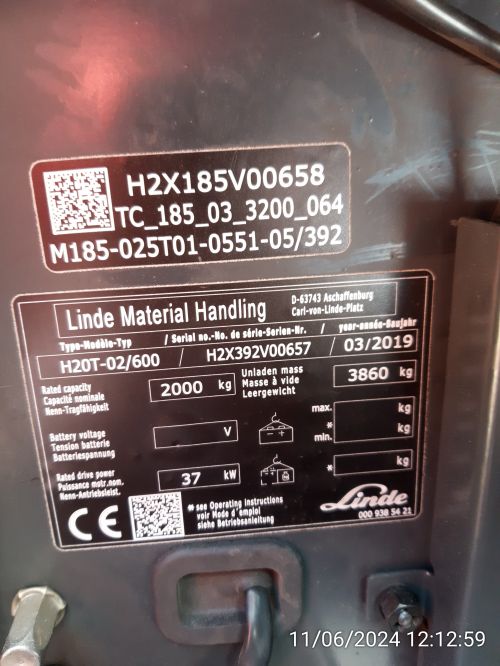 H2X185V00658
TC_185_03_3200_064
M185-025T01-0551-05/392
Linde Material Handling
D-63743 Aschaffenburg
Carl-von-Linde-Platz
Type-Modèle-Typ / Serial no.-No. de série-Serien-Nr. / year-année-Baujahr
H20T-02/600 / H2X392V00657 / 03/2019
Rated capacity
Capacité nominale
Nenn-Tragfähigkeit
2000 kg
Unladen mass
Masse à vide
Leergewicht
3860 kg
Battery voltage
Tension batterie
Batteriespannung
V
max. kg
*
min. kg
Rated drive power
Puissance motr.nom.
Nenn-Antriebsleist.
37 kW
* kg
CE
* see Operating instructions
voir Mode d'emploi
siehe Betriebsanleitung
Linde
000 938 54 21
11/06/2024 12:12:59